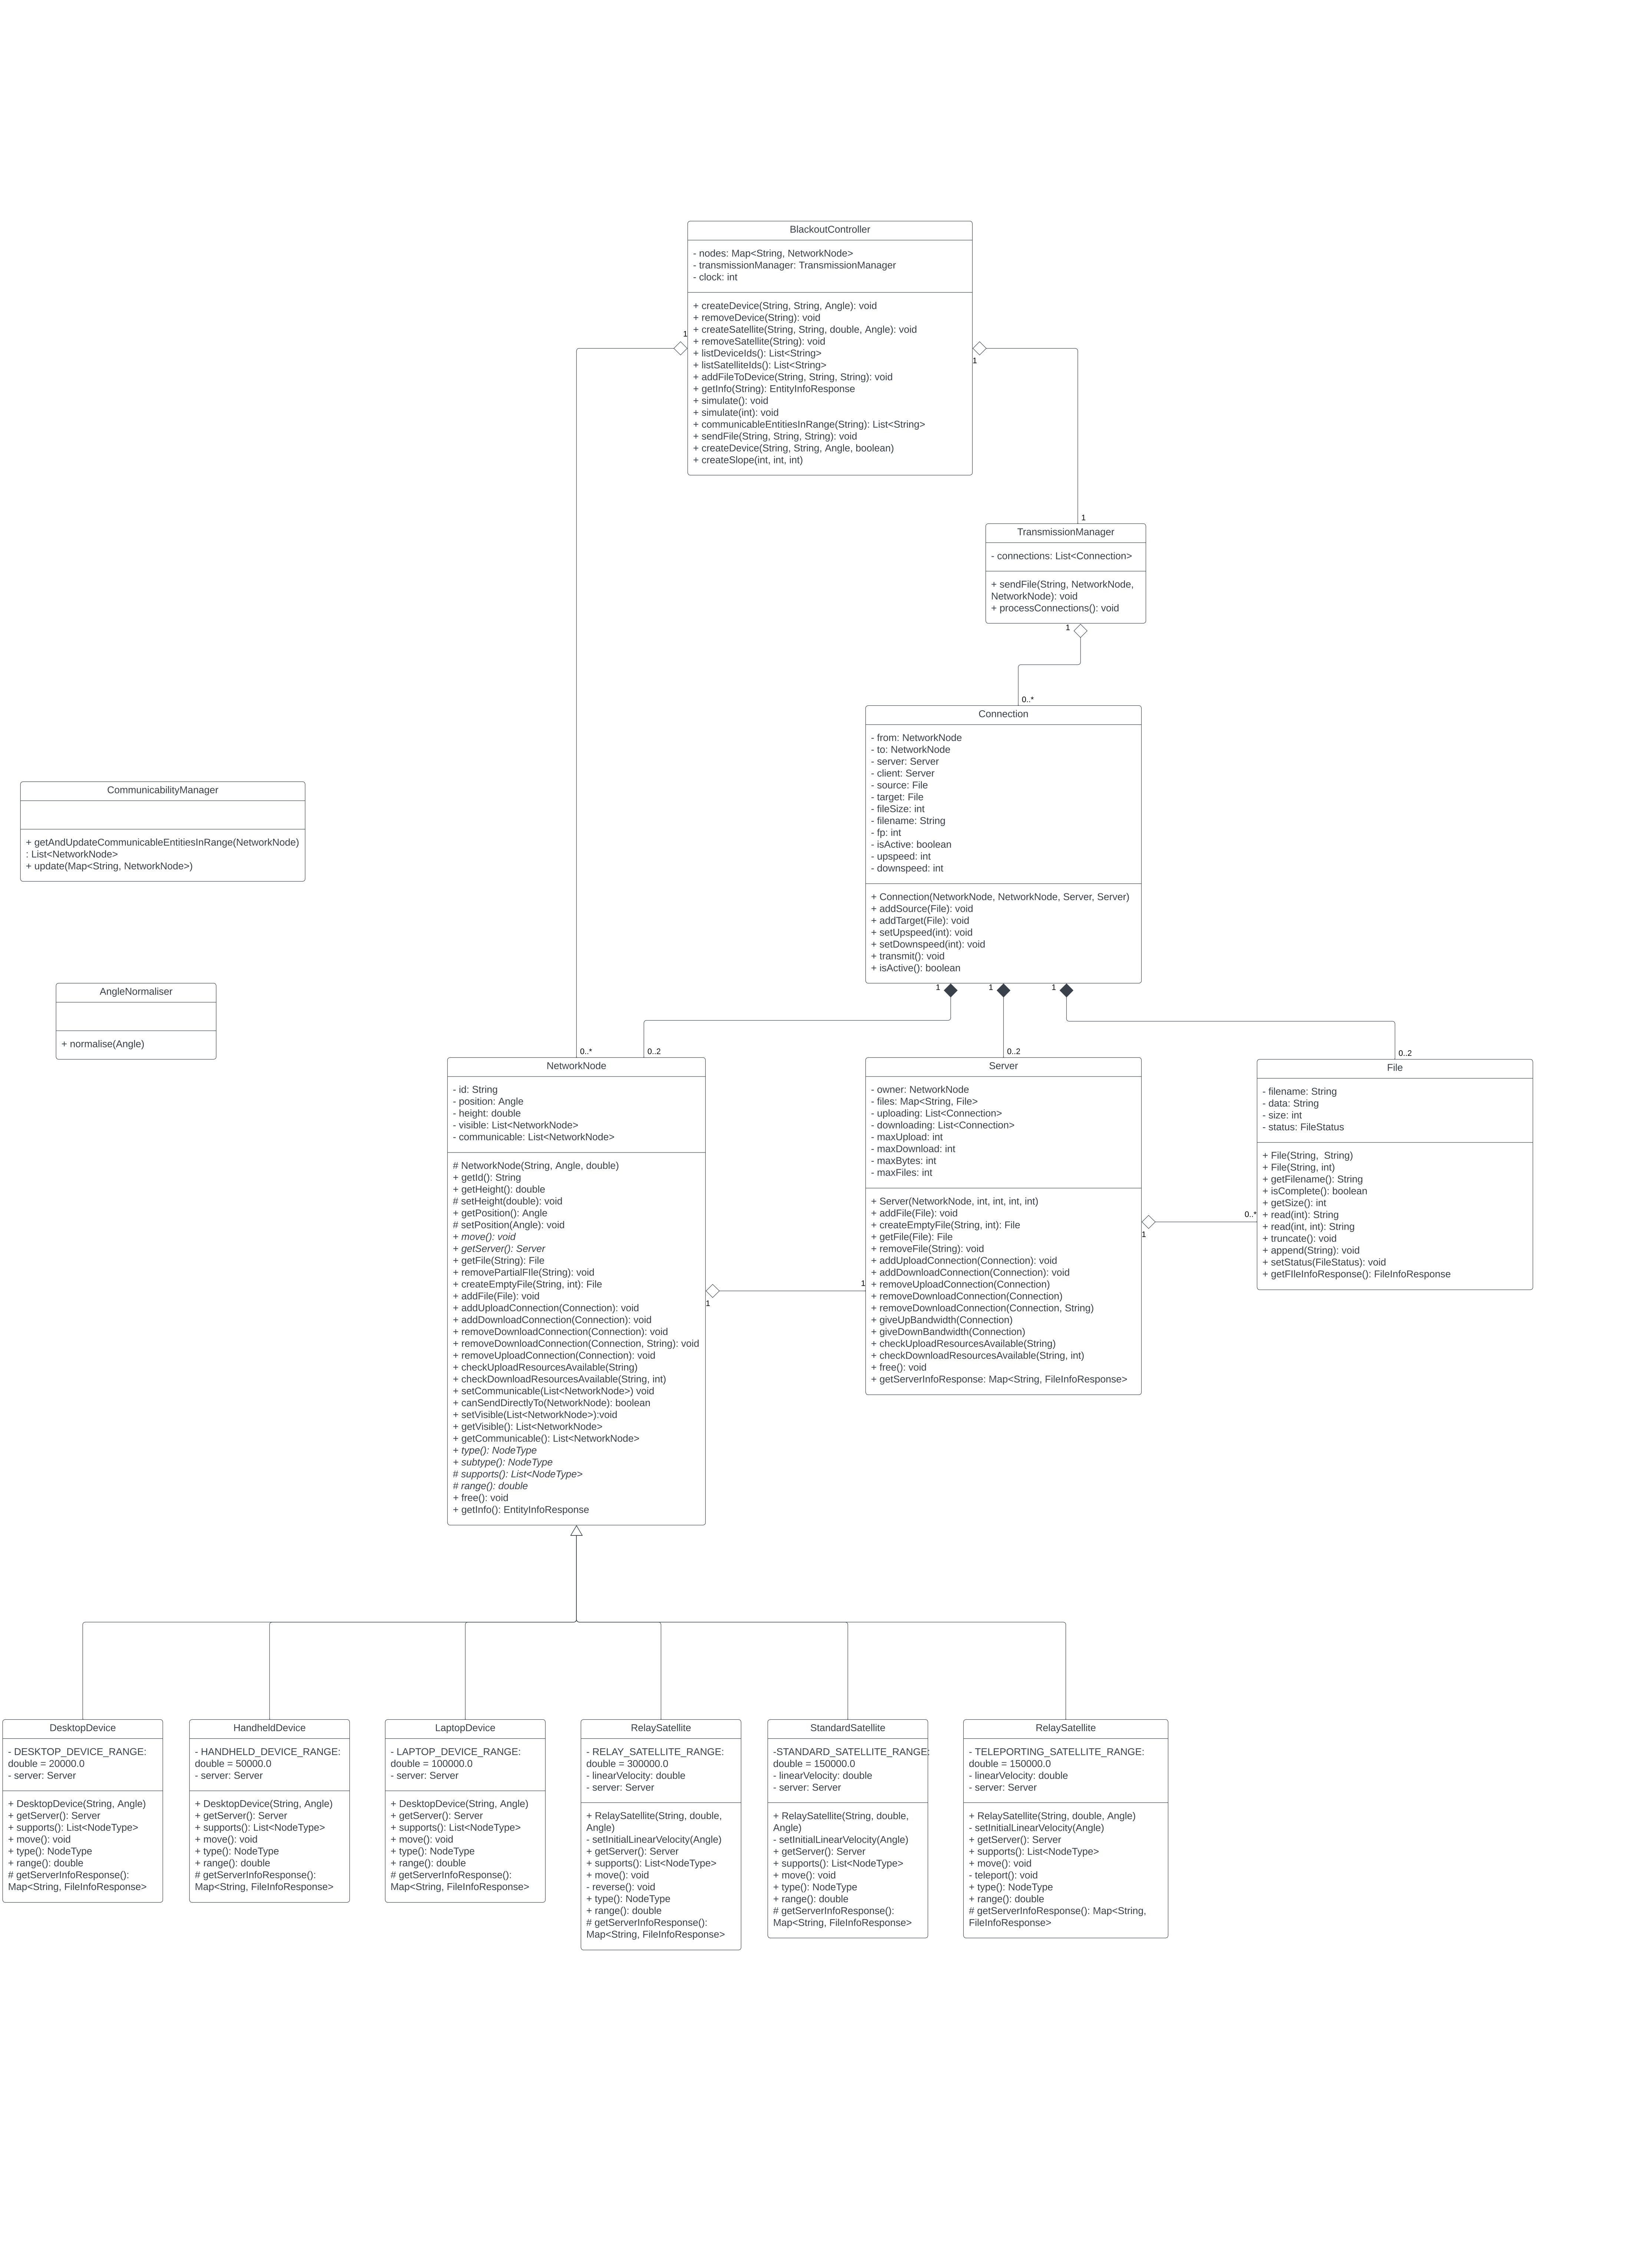 BlackoutController
- nodes: Map<String, NetworkNode>
- transmissionManager: TransmissionManager
- clock: int
+ createDevice(String, String, Angle): void
+ removeDevice(String): void
+ createSatellite(String, String, double, Angle): void
+ removeSatellite(String): void
+ listDeviceIds(): List<String>
+ listSatelliteIds(): List<String>
+ addFileToDevice(String, String, String): void
+ getInfo(String): EntityInfoResponse
+ simulate(): void
+ simulate(int): void
+ communicableEntitiesInRange(String): List<String>
+ sendFile(String, String, String): void
+ createDevice(String, String, Angle, boolean)
+ createSlope(int, int, int)
1
1
1
TransmissionManager
- connections: List<Connection>
+ sendFile(String, NetworkNode,
NetworkNode): void
+ processConnections(): void
1
0..*
Connection
- from: NetworkNode
- to: NetworkNode
- server: Server
- client: Server
- source: File
- target: File
- fileSize: int
- filename: String
- fp: int
- isActive: boolean
- upspeed: int
- downspeed: int
+ Connection(NetworkNode, NetworkNode, Server, Server)
+ addSource(File): void
+ addTarget(File): void
+ setUpspeed(int): void
+ setDownspeed(int): void
+ transmit(): void
+ isActive(): boolean
1
1
1
CommunicabilityManager
+ getAndUpdateCommunicableEntitiesInRange(NetworkNode)
: List<NetworkNode>
+ update(Map<String, NetworkNode>)
AngleNormaliser
+ normalise(Angle)
0..*
0..2
0..2
0..2
NetworkNode
- id: String
- position: Angle
- height: double
- visible: List<NetworkNode>
- communicable: List<NetworkNode>
# NetworkNode(String, Angle, double)
+ getId(): String
+ getHeight(): double
# setHeight(double): void
+ getPosition(): Angle
# setPosition(Angle): void
+ move(): void
+ getServer(): Server
+ getFile(String): File
+ removePartialFIle(String): void
+ createEmptyFile(String, int): File
+ addFile(File): void
+ addUploadConnection(Connection): void
+ addDownloadConnection(Connection): void
+ removeDownloadConnection(Connection): void
+ removeDownloadConnection(Connection, String): void
+ removeUploadConnection(Connection): void
+ checkUploadResourcesAvailable(String)
+ checkDownloadResourcesAvailable(String, int)
+ setCommunicable(List<NetworkNode>) void
+ canSendDirectlyTo(NetworkNode): boolean
+ setVisible(List<NetworkNode>):void
+ getVisible(): List<NetworkNode>
+ getCommunicable(): List<NetworkNode>
+ type(): NodeType
+ subtype(): NodeType
# supports(): List<NodeType>
# range(): double
+ free(): void
+ getInfo(): EntityInfoResponse
1
1
Server
- owner: NetworkNode
- files: Map<String, File>
- uploading: List<Connection>
- downloading: List<Connection>
- maxUpload: int
- maxDownload: int
- maxBytes: int
- maxFiles: int
+ Server(NetworkNode, int, int, int, int)
+ addFile(File): void
+ createEmptyFile(String, int): File
+ getFile(File): File
+ removeFile(String): void
+ addUploadConnection(Connection): void
+ addDownloadConnection(Connection): void
+ removeUploadConnection(Connection)
+ removeDownloadConnection(Connection)
+ removeDownloadConnection(Connection, String)
+ giveUpBandwidth(Connection)
+ giveDownBandwidth(Connection)
+ checkUploadResourcesAvailable(String)
+ checkDownloadResourcesAvailable(String, int)
+ free(): void
+ getServerInfoResponse: Map<String, FileInfoResponse>
1
0..*
File
- filename: String
- data: String
- size: int
- status: FileStatus
+ File(String,  String)
+ File(String, int)
+ getFilename(): String
+ isComplete(): boolean
+ getSize(): int
+ read(int): String
+ read(int, int): String
+ truncate(): void
+ append(String): void
+ setStatus(FileStatus): void
+ getFIleInfoResponse(): FileInfoResponse
DesktopDevice
- DESKTOP_DEVICE_RANGE:
double = 20000.0
- server: Server
+ DesktopDevice(String, Angle)
+ getServer(): Server
+ supports(): List<NodeType>
+ move(): void
+ type(): NodeType
+ range(): double
# getServerInfoResponse():
Map<String, FileInfoResponse>
HandheldDevice
- HANDHELD_DEVICE_RANGE:
double = 50000.0
- server: Server
+ DesktopDevice(String, Angle)
+ getServer(): Server
+ supports(): List<NodeType>
+ move(): void
+ type(): NodeType
+ range(): double
# getServerInfoResponse():
Map<String, FileInfoResponse>
LaptopDevice
- LAPTOP_DEVICE_RANGE:
double = 100000.0
- server: Server
+ DesktopDevice(String, Angle)
+ getServer(): Server
+ supports(): List<NodeType>
+ move(): void
+ type(): NodeType
+ range(): double
# getServerInfoResponse():
Map<String, FileInfoResponse>
RelaySatellite
- RELAY_SATELLITE_RANGE:
double = 300000.0
- linearVelocity: double
- server: Server
+ RelaySatellite(String, double,
Angle)
- setInitialLinearVelocity(Angle)
+ getServer(): Server
+ supports(): List<NodeType>
+ move(): void
- reverse(): void
+ type(): NodeType
+ range(): double
# getServerInfoResponse():
Map<String, FileInfoResponse>
StandardSatellite
-STANDARD_SATELLITE_RANGE:
double = 150000.0
- linearVelocity: double
- server: Server
+ RelaySatellite(String, double,
Angle)
- setInitialLinearVelocity(Angle)
+ getServer(): Server
+ supports(): List<NodeType>
+ move(): void
+ type(): NodeType
+ range(): double
# getServerInfoResponse():
Map<String, FileInfoResponse>
RelaySatellite
- TELEPORTING_SATELLITE_RANGE:
double = 150000.0
- linearVelocity: double
- server: Server
+ RelaySatellite(String, double, Angle)
- setInitialLinearVelocity(Angle)
+ getServer(): Server
+ supports(): List<NodeType>
+ move(): void
- teleport(): void
+ type(): NodeType
+ range(): double
# getServerInfoResponse(): Map<String,
FileInfoResponse>